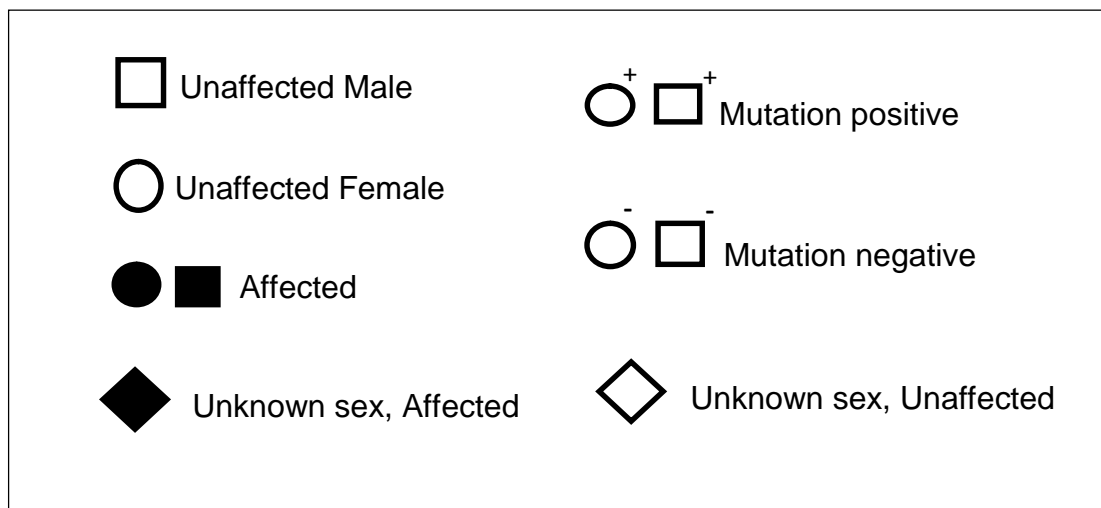 Unaffected Male
Unaffected Female
Affected
Unknown sex, Affected
+ +
Mutation positive
- -
Mutation negative
Unknown sex, Unaffected